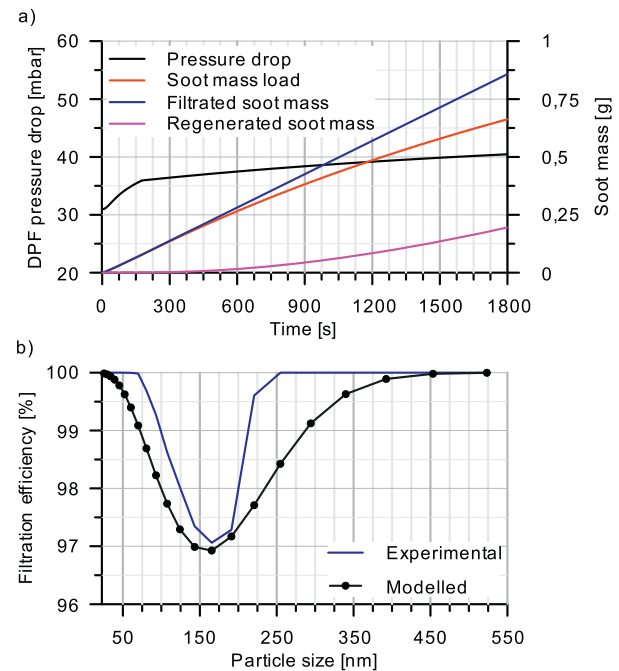 a)
60
50
40
30
20
DPF pressure drop [mbar]
Pressure drop
Soot mass load
Filtrated soot mass
Regenerated soot mass
1
0,75
0,5
0,25
0
Soot mass [g]
0 300 600 900 1200 1500 1800
Time [s]
b)
100
99
98
97
96
Filtration efficiency [%]
Experimental
Modelled
50 150 250 350 450 550
Particle size [nm]